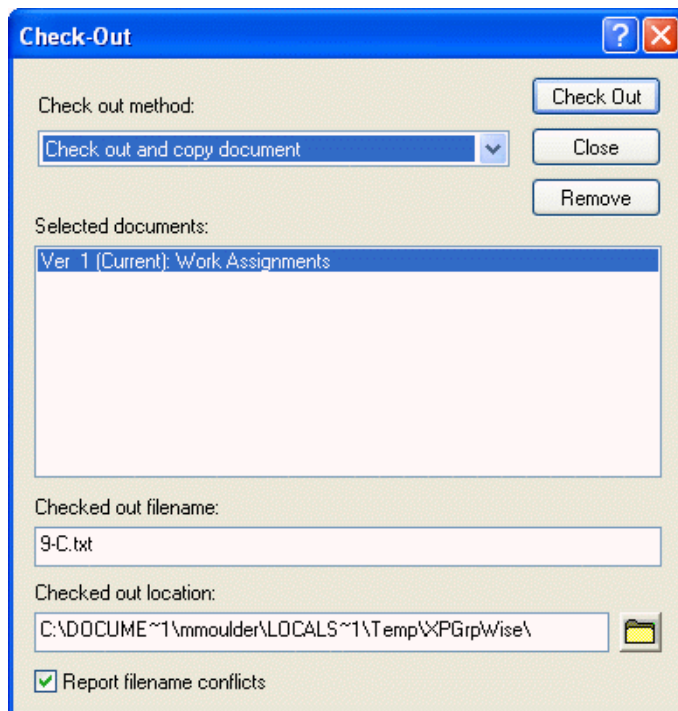 Check-Out
?
Check out method:
Check Out
Check out and copy document
Close
Remove
Selected documents:
Ver 1 (Current): Work Assignments
Checked out filename:
9-C.txt
Checked out location:
C:\DOCUME~1\mmoulder\LOCALS~1\Temp\XPGrpWise\
Report filename conflicts